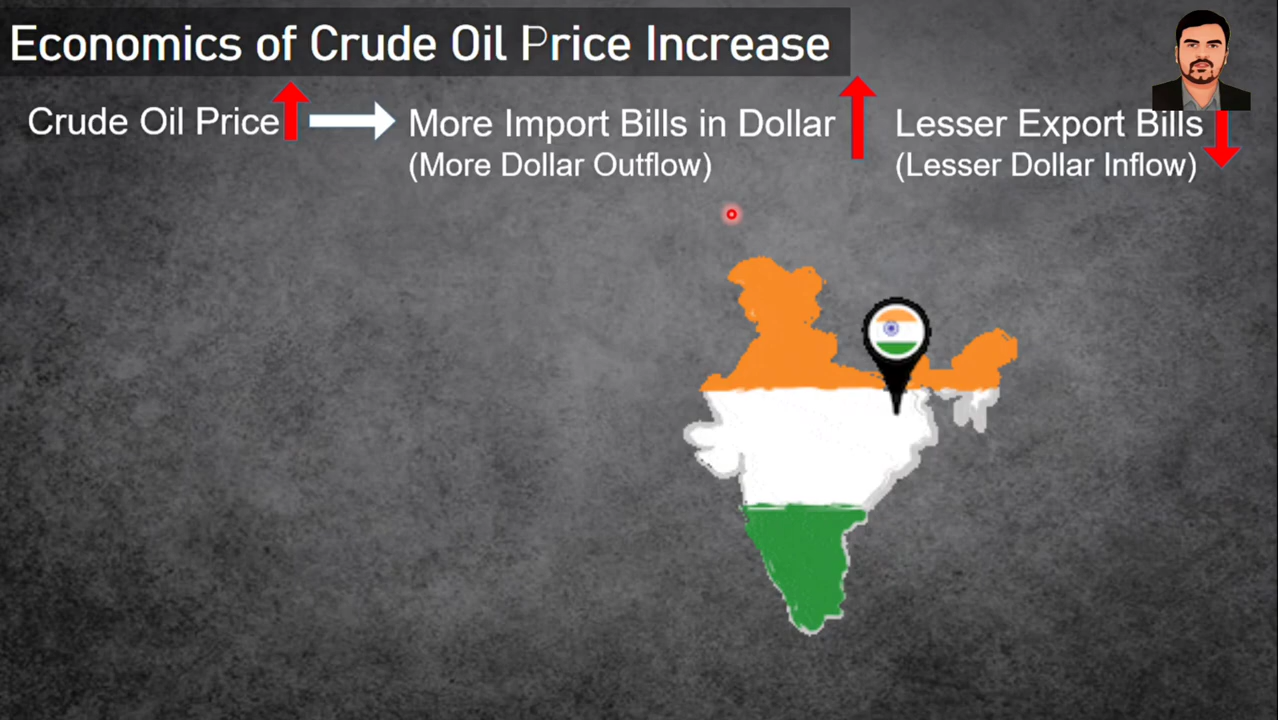 Economics of Crude Oil Price Increase
Crude Oil Price
More Import Bills in Dollar
(More Dollar Outflow)
Lesser Export Bills
(Lesser Dollar Inflow)